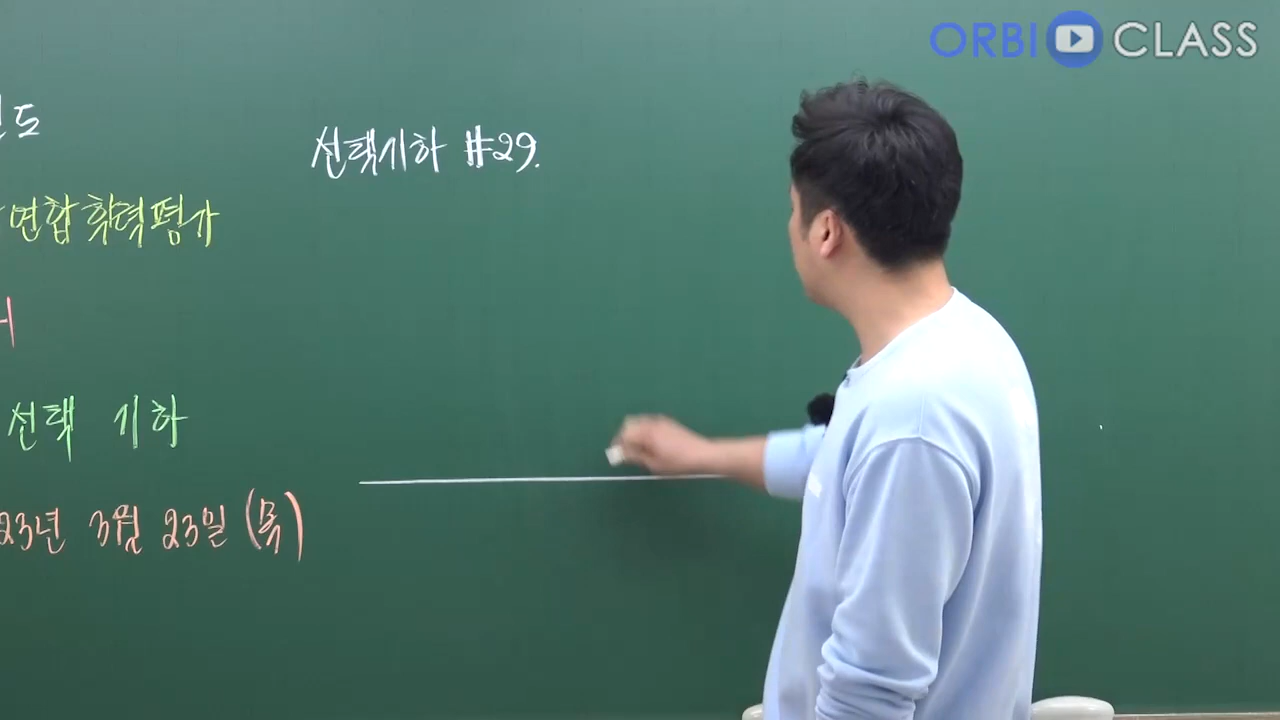 ORBI CLASS
도
연합학력평가
선택 기하
23년 3월 23일 (목)
선택기하 #29.